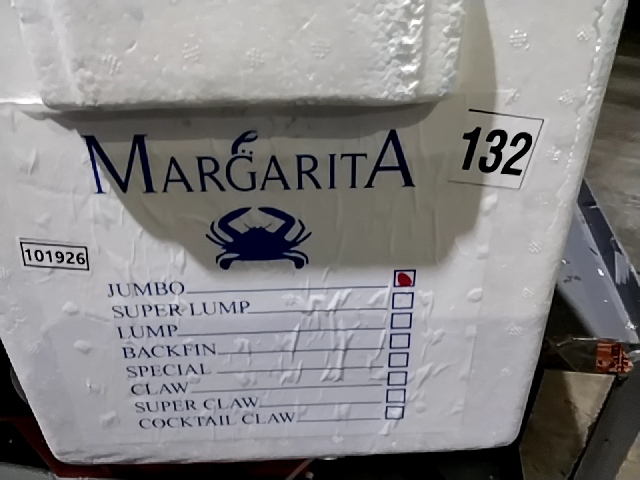 MARGARITA
132
101926
JUMBO
SUPER LUMP
LUMP
BACKFIN
SPECIAL
CLAW
SUPER CLAW
COCKTAIL CLAW